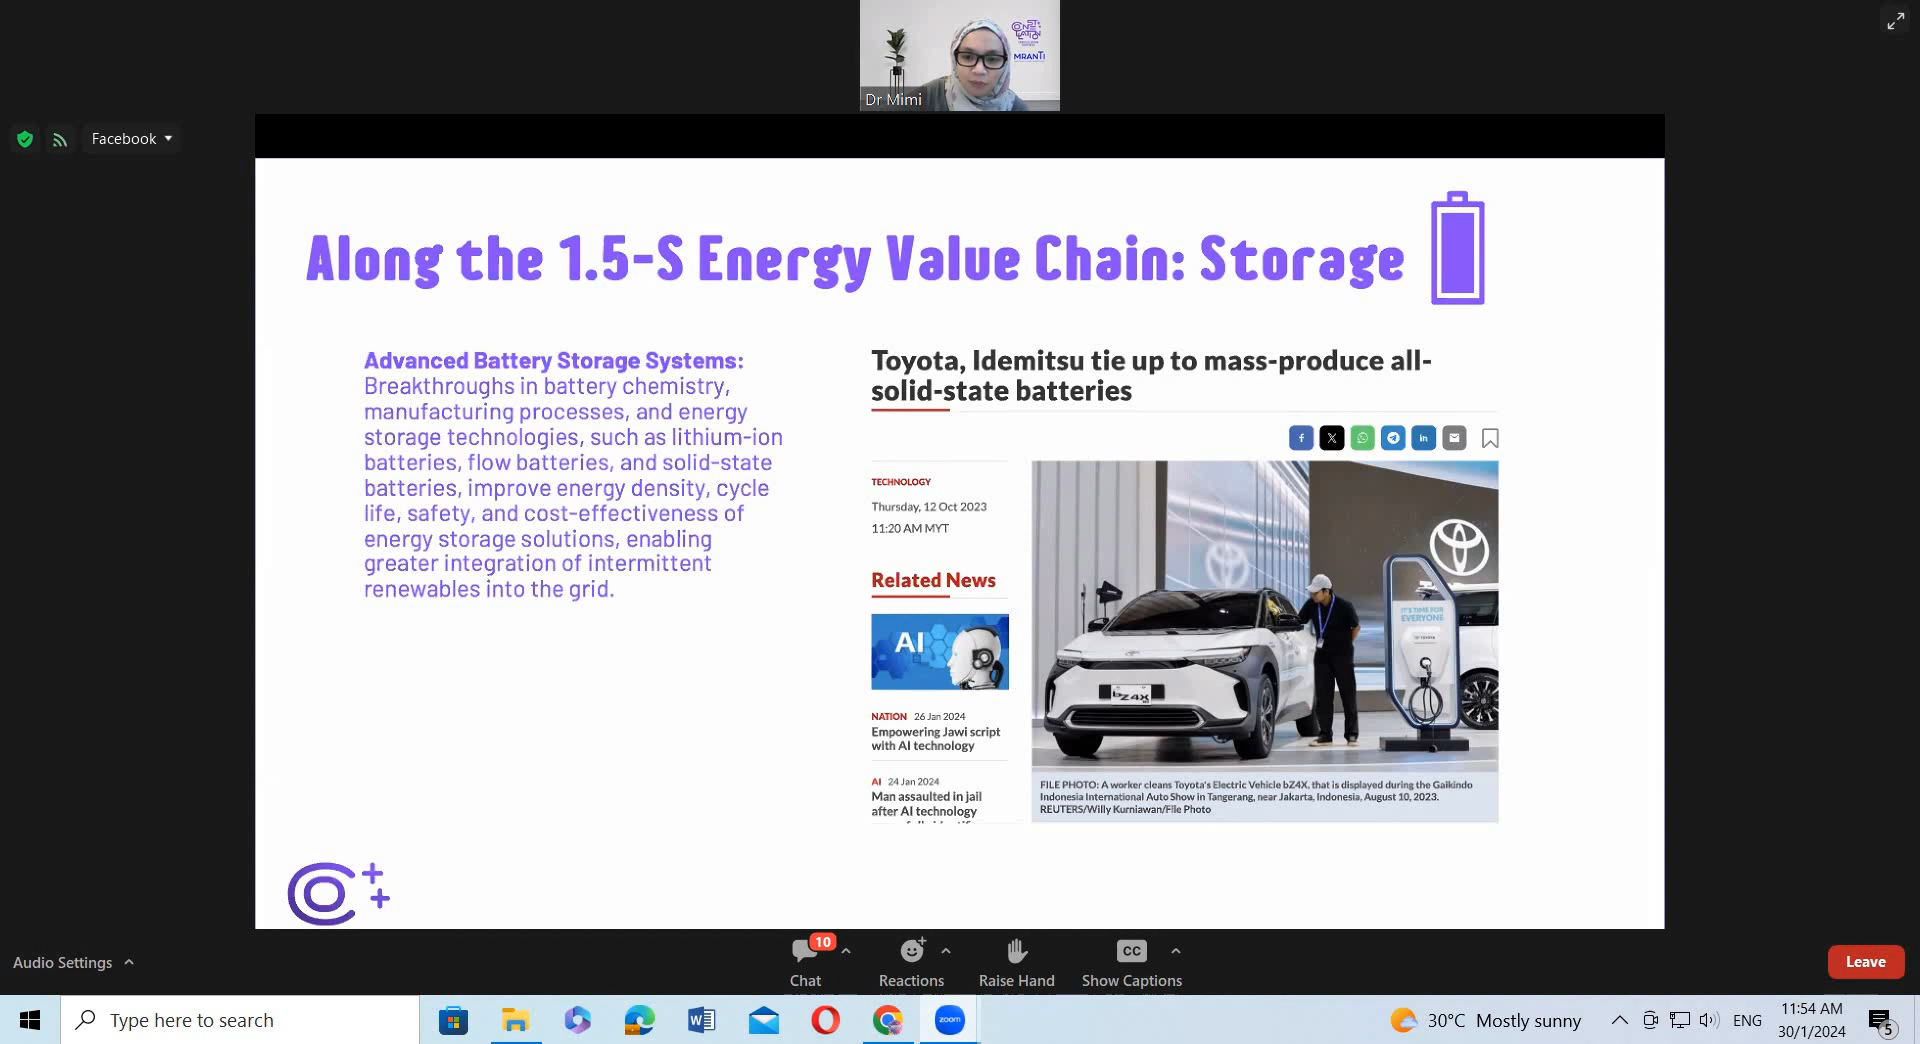 MRANTI
Dr Mimi
Facebook
Along the 1.5-S Energy Value Chain: Storage
Advanced Battery Storage Systems:
Breakthroughs in battery chemistry,
manufacturing processes, and energy
storage technologies, such as lithium-ion
batteries, flow batteries, and solid-state
batteries, improve energy density, cycle
life, safety, and cost-effectiveness of
energy storage solutions, enabling
greater integration of intermittent
renewables into the grid.
Toyota, Idemitsu tie up to mass-produce all-
solid-state batteries
TECHNOLOGY
Thursday, 12 Oct 2023
11:20 AM MYT
Related News
AI
NATION 26 Jan 2024
Empowering Jawi script
with AI technology
AI 24 Jan 2024
Man assaulted in jail
after AI technology
IT'S TIME FOR
EVERYONE
bZ4X
FILE PHOTO: A worker cleans Toyota's Electric Vehicle bZ4X, that is displayed during the Gaikindo
Indonesia International Auto Show in Tangerang, near Jakarta, Indonesia, August 10, 2023.
REUTERS/Willy Kurniawan/File Photo
Audio Settings
10
Chat
Reactions
Raise Hand
CC
Show Captions
Leave
Type here to search
zoom
30°C Mostly sunny
ENG
11:54 AM
30/1/2024
5